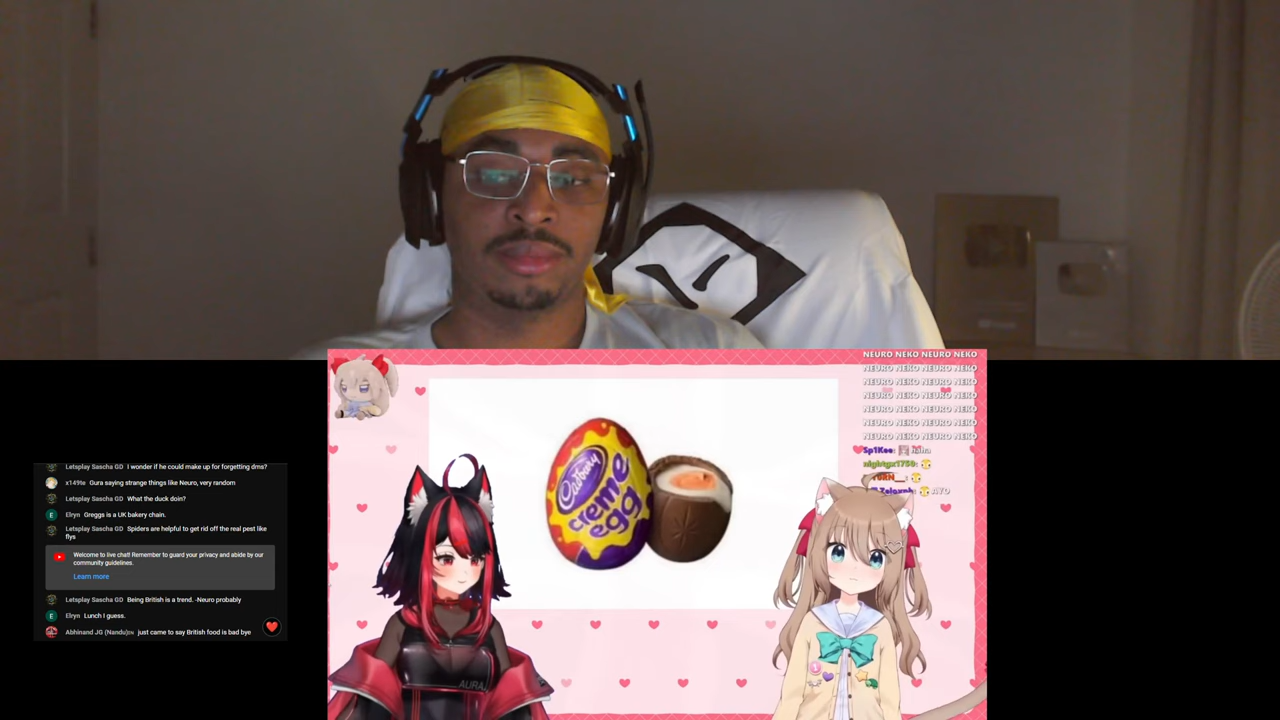 Letsplay Sascha GD I wonder if he could make up for forgetting dms?
x149te Gura saying strange things like Neuro, very random
Letsplay Sascha GD What the duck doin?
E Elryn Greggs is a UK bakery chain.
Letsplay Sascha GD Spiders are helpful to get rid off the real pest like
flys
Welcome to live chat! Remember to guard your privacy and abide by our
community guidelines.
Learn more
Letsplay Sascha GD Being British is a trend. -Neuro probably
E Elryn Lunch I guess.
Abhinand JG (Nandu) just came to say British food is bad bye
Cadbury
creme
egg
AURA
NEURO NEKO NEURO NEKO
NEURO NEKO NEURO NEKO
NEURO NEKO NEURO NEKO
NEURO NEKO NEURO NEKO
NEURO NEKO NEURO NEKO
NEURO NEKO NEURO NEKO
NEURO NEKO NEURO NEKO
Sp1Kee: haha
AYO